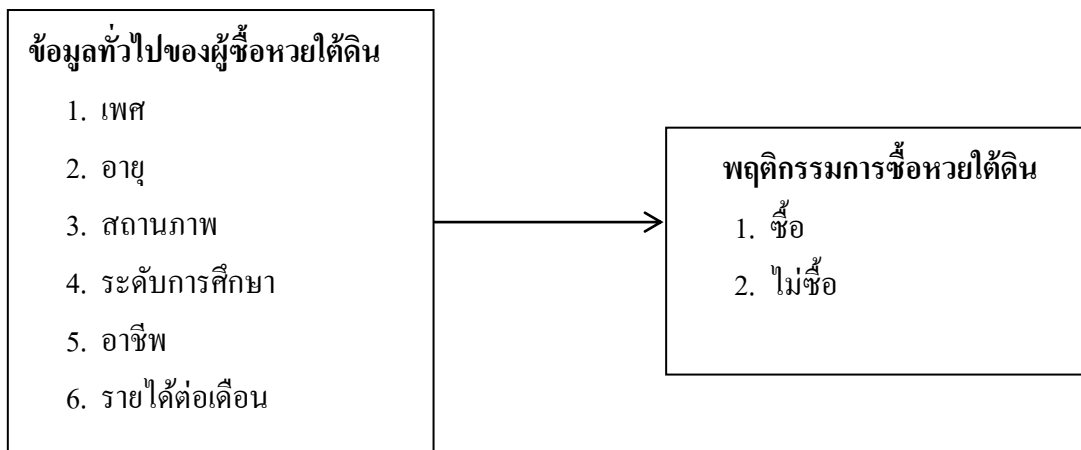 ข้อมูลทั่วไปของผู้ซื้อหวยใต้ดิน
1. เพศ
2. อายุ
3. สถานภาพ
4. ระดับการศึกษา
5. อาชีพ
6. รายได้ต่อเดือน
พฤติกรรมการซื้อหวยใต้ดิน
1. ซื้อ
2. ไม่ซื้อ